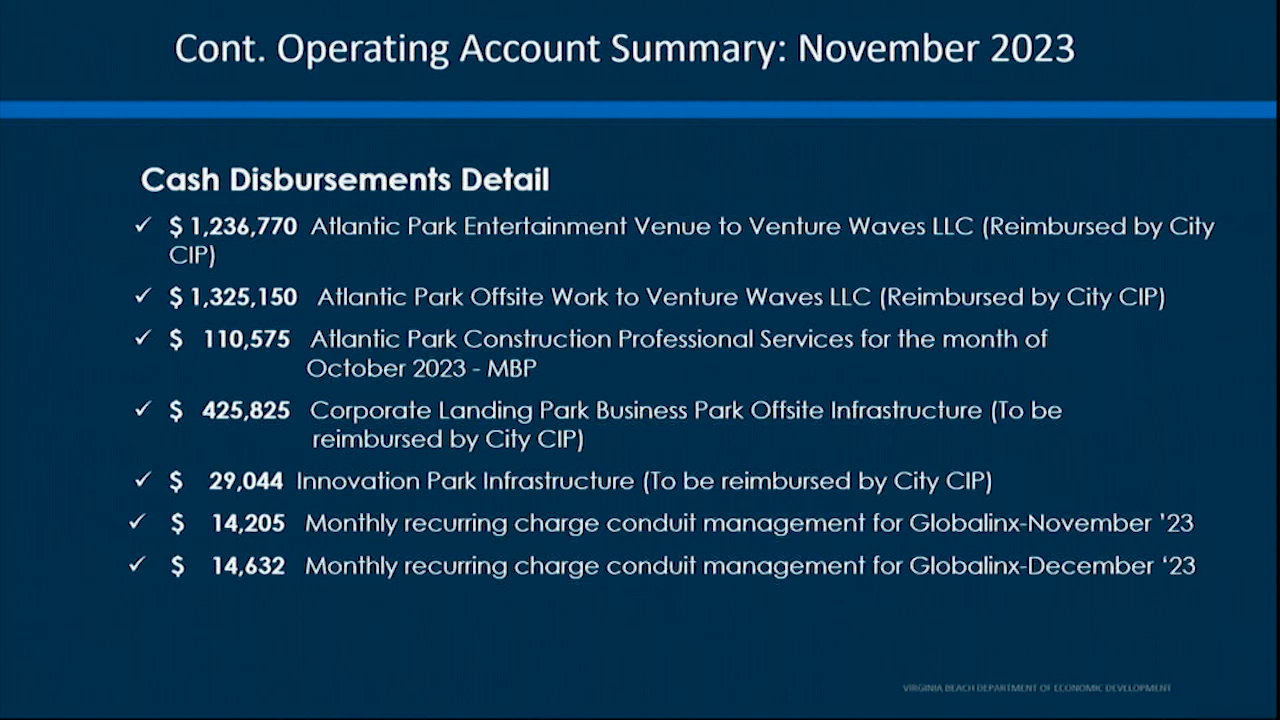 Cont. Operating Account Summary: November 2023
Cash Disbursements Detail
✓ $ 1,236,770 Atlantic Park Entertainment Venue to Venture Waves LLC (Reimbursed by City
CIP)
✓ $ 1,325,150 Atlantic Park Offsite Work to Venture Waves LLC (Reimbursed by City CIP)
✓ $ 110,575 Atlantic Park Construction Professional Services for the month of
October 2023 - MBP
✓ $ 425,825 Corporate Landing Park Business Park Offsite Infrastructure (To be
reimbursed by City CIP)
✓ $ 29,044 Innovation Park Infrastructure (To be reimbursed by City CIP)
✓ $ 14,205 Monthly recurring charge conduit management for Globalinx-November ’23
✓ $ 14,632 Monthly recurring charge conduit management for Globalinx-December ‘23
VIRGINIA BEACH DEPARTMENT OF ECONOMIC DEVELOPMENT